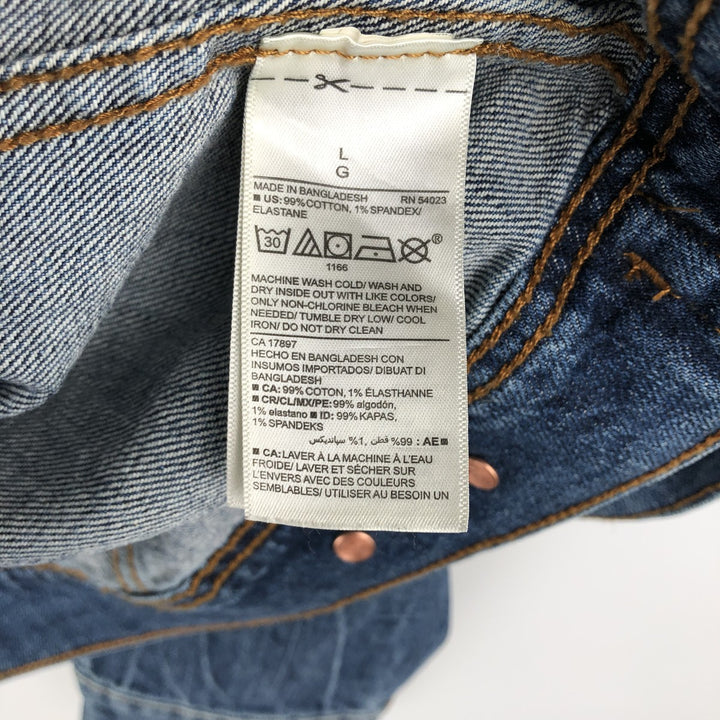 L
G
MADE IN BANGLADESH RN 54023
■ US: 99% COTTON, 1% SPANDEX/
ELASTANE
30 ®
1166
MACHINE WASH COLD/ WASH AND
DRY INSIDE OUT WITH LIKE COLORS/
ONLY NON-CHLORINE BLEACH WHEN
NEEDED/ TUMBLE DRY LOW/ COOL
IRON/ DO NOT DRY CLEAN
CA 17897
HECHO EN BANGLADESH CON
INSUMOS IMPORTADOS/ DIBUAT DI
BANGLADESH
■ CA: 99% COTON, 1% ÉLASTHANNE
■ CR/CL/MX/PE: 99% algodón,
1% elastano ■ ID: 99% KAPAS,
1% SPANDEKS
■ AE : 99% قطن ,1% سپانديكس
■ CA: LAVER À LA MACHINE À L'EAU
FROIDE/ LAVER ET SÉCHER SUR
L'ENVERS AVEC DES COULEURS
SEMBLABLES/ UTILISER AU BESOIN UN